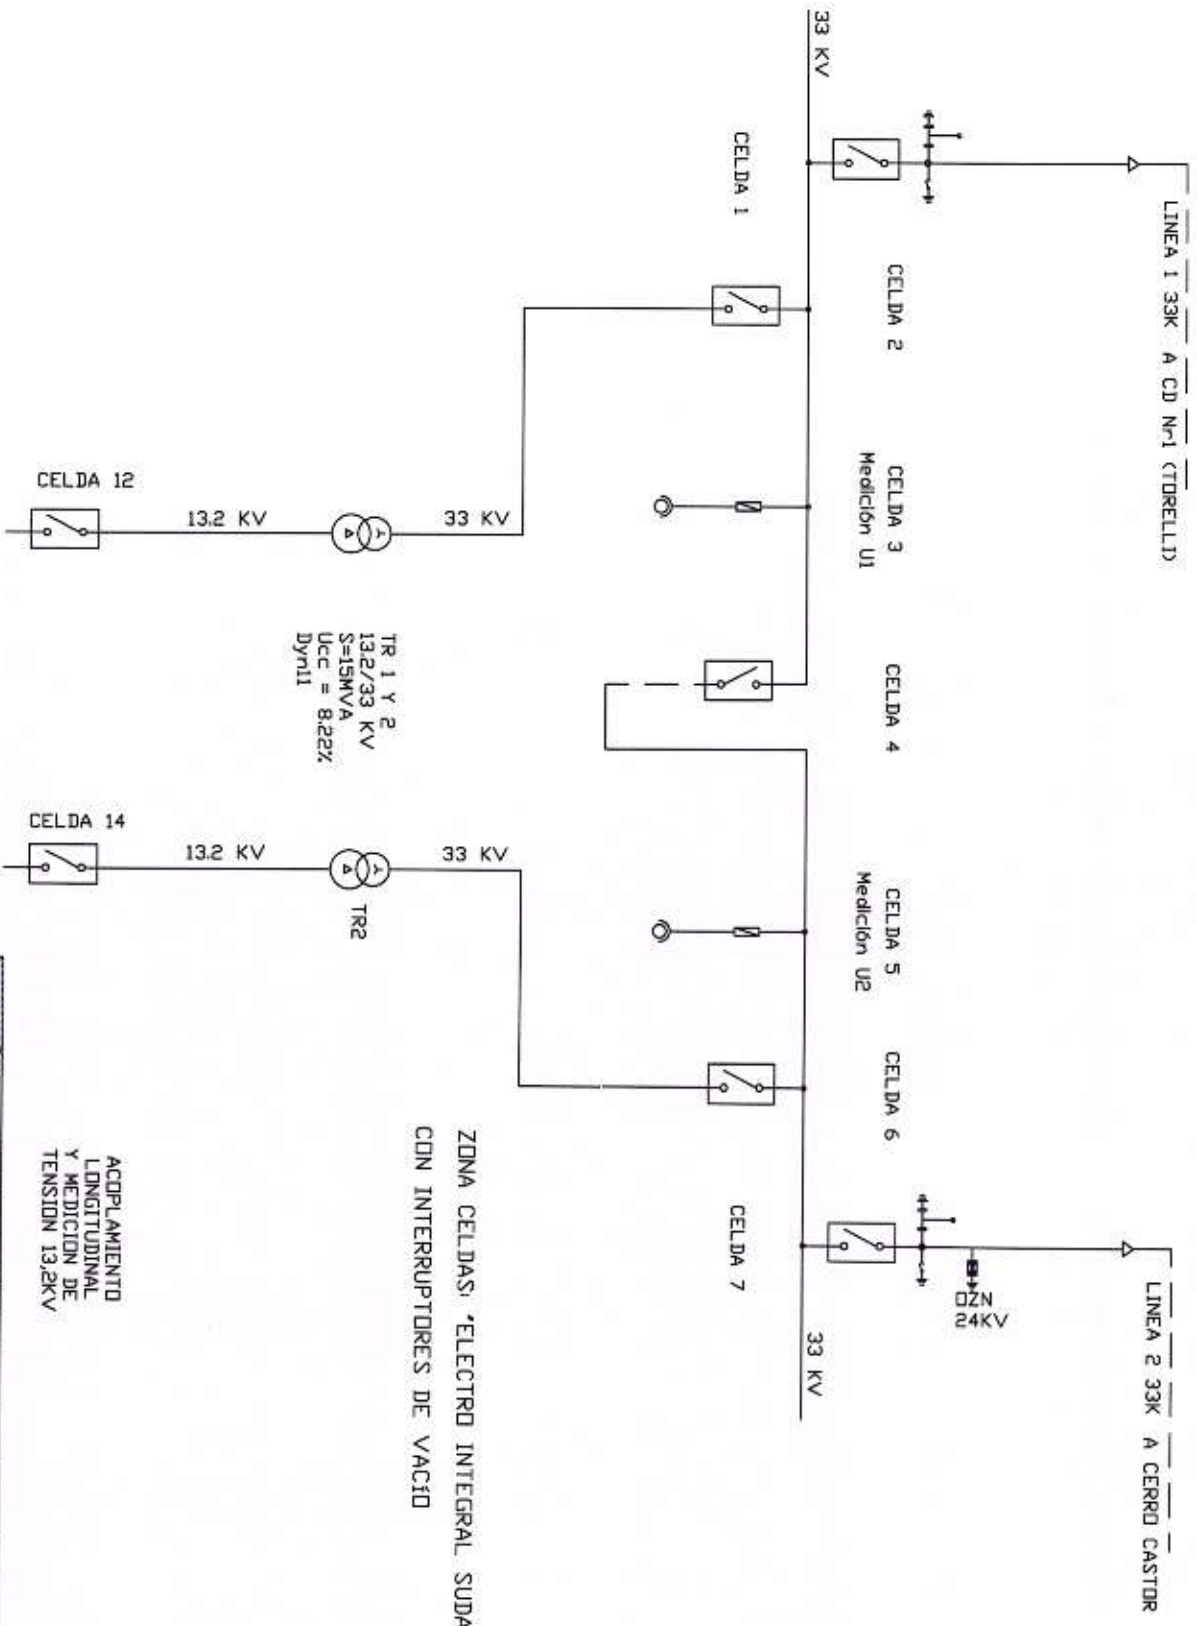 LINEA 1 33K A CD Nr1 (TORELLI)
LINEA 2 33K A CERRO CASTOR
OZN
24KV
33 KV
CELDA 1
CELDA 2
CELDA 3
Medición U1
CELDA 4
CELDA 5
Medición U2
CELDA 6
CELDA 7
33 KV
33 KV
13.2 KV
CELDA 12
TR 1 Y 2
13.2/33 KV
S=15MVA
Ucc = 8.22%
Dyn11
33 KV
TR2
13.2 KV
CELDA 14
ZONA CELDAS: "ELECTRO INTEGRAL SUDA
CON INTERRUPTORES DE VACíO
ACOPLAMIENTO
LONGITUDINAL
Y MEDICION DE
TENSION 13,2KV